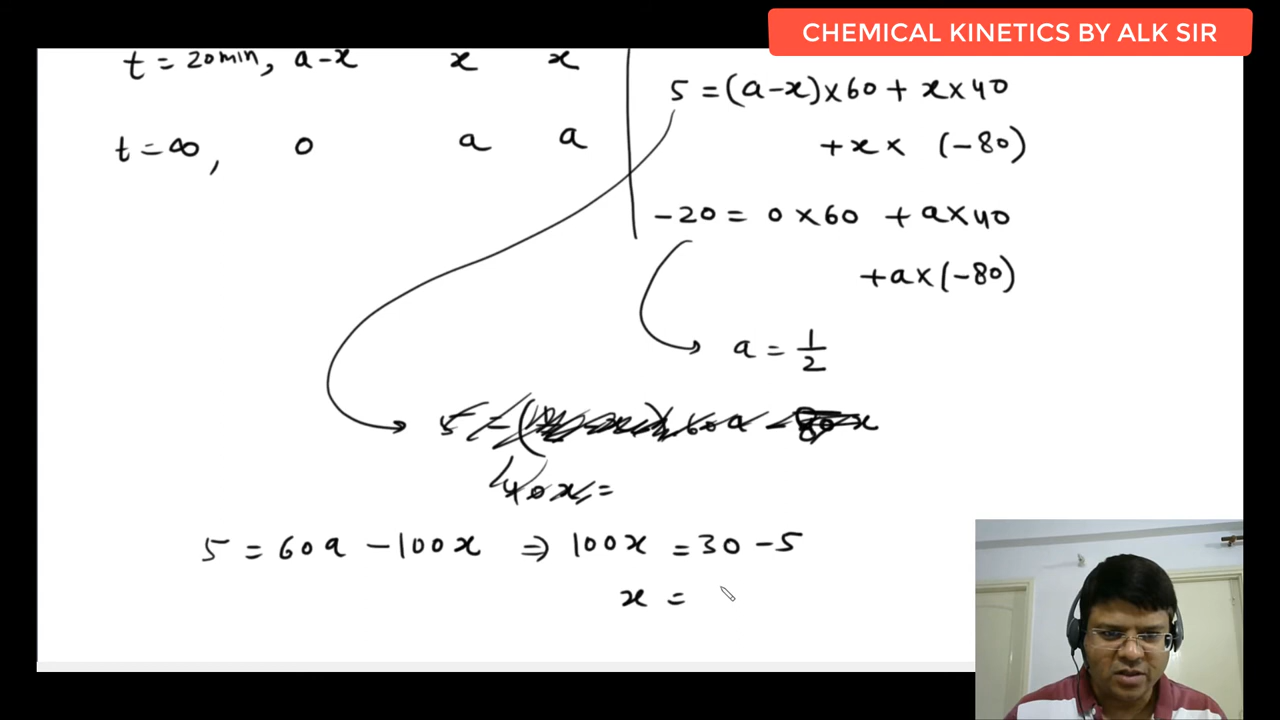 CHEMICAL KINETICS BY ALK SIR
t = 20min, a-x x x
5 = (a-x)×60 + x×40
+ x × (-80)
t = ∞, 0 a a
-20 = 0 × 60 + a×40
+ a × (-80)
a = 1/2
40x =
5 = 60a - 100x ⇒ 100x = 30 - 5
x =